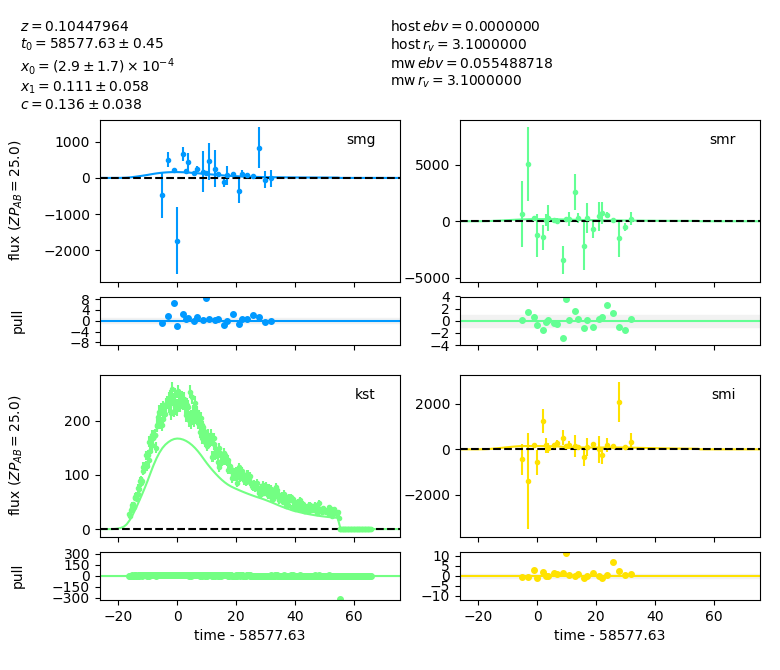 z = 0.10447964
t₀ = 58577.63 ± 0.45
x₀ = (2.9 ± 1.7) × 10⁻⁴
x₁ = 0.111 ± 0.058
c = 0.136 ± 0.038
host ebv = 0.0000000
host r_v = 3.1000000
mw ebv = 0.055488718
mw r_v = 3.1000000
flux (ZP_AB = 25.0)
1000
0
−1000
−2000
smg
5000
0
−5000
smr
pull
8
4
0
−4
−8
4
2
0
−2
−4
flux (ZP_AB = 25.0)
200
100
0
kst
2000
0
−2000
smi
pull
300
150
0
−150
−300
10
5
0
−5
−10
−20 0 20 40 60
time - 58577.63
−20 0 20 40 60
time - 58577.63